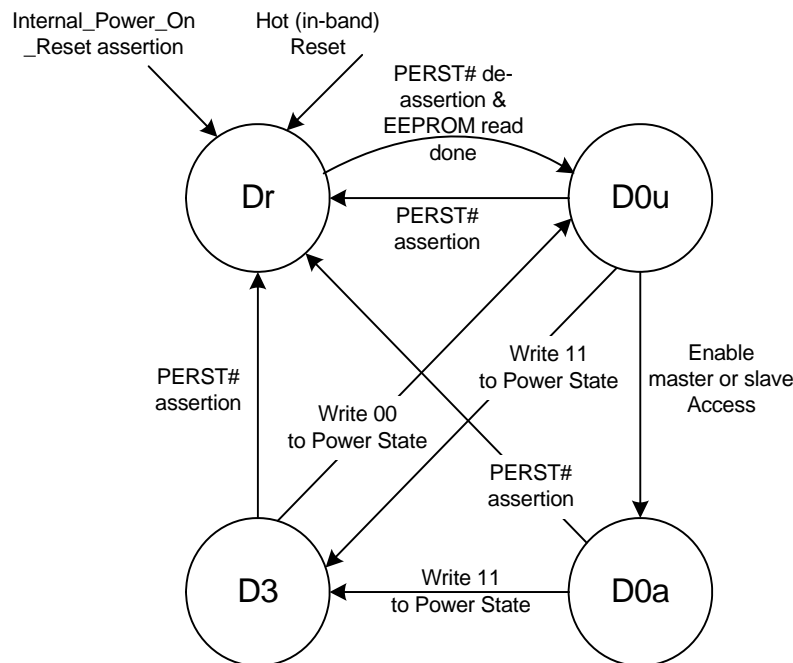 Internal_Power_On
_Reset assertion
Hot (in-band)
Reset
PERST# de-
assertion &
EEPROM read
done
Dr
D0u
PERST#
assertion
PERST#
assertion
Write 11
to Power State
Enable
master or slave
Access
Write 00
to Power State
PERST#
assertion
D3
Write 11
to Power State
D0a